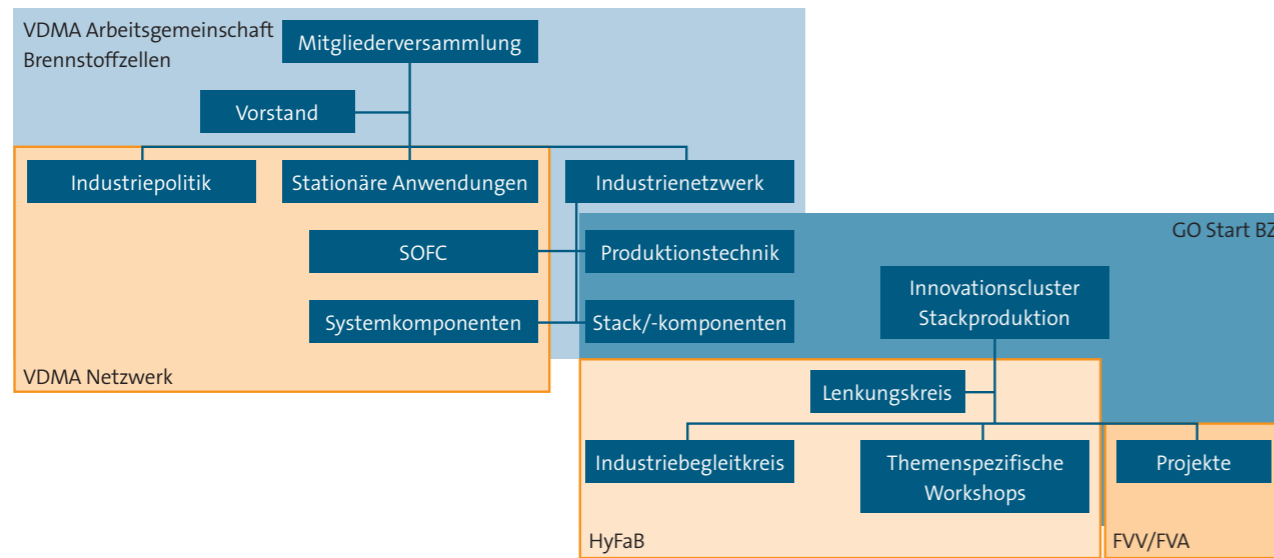 VDMA Arbeitsgemeinschaft
Brennstoffzellen
Mitgliederversammlung
Vorstand
Industriepolitik
Stationäre Anwendungen
Industrienetzwerk
GO Start BZ
SOFC
Produktionstechnik
Innovationscluster
Stackproduktion
Systemkomponenten
Stack/-komponenten
VDMA Netzwerk
Lenkungskreis
Industriebegleitkreis
Themenspezifische
Workshops
Projekte
HyFaB
FVV/FVA